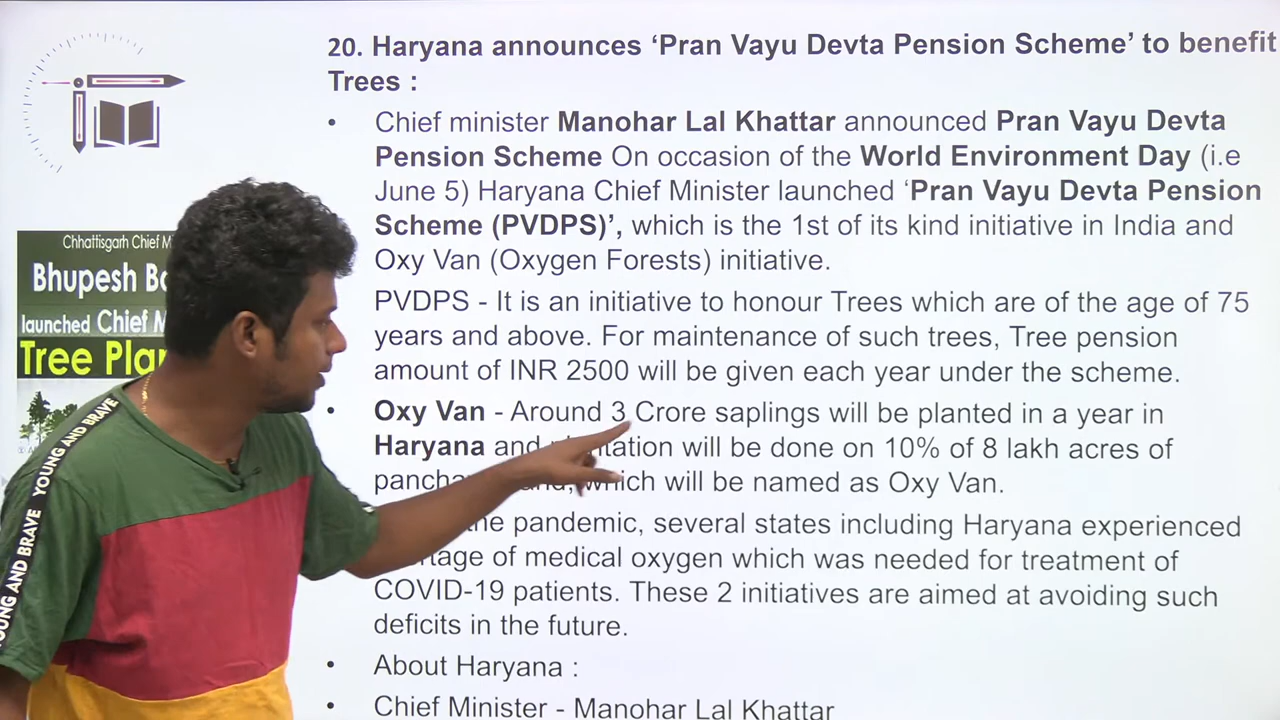 20. Haryana announces ‘Pran Vayu Devta Pension Scheme’ to benefit
Trees :
• Chief minister Manohar Lal Khattar announced Pran Vayu Devta
Pension Scheme On occasion of the World Environment Day (i.e
June 5) Haryana Chief Minister launched ‘Pran Vayu Devta Pension
Scheme (PVDPS)’, which is the 1st of its kind initiative in India and
Oxy Van (Oxygen Forests) initiative.
PVDPS - It is an initiative to honour Trees which are of the age of 75
years and above. For maintenance of such trees, Tree pension
amount of INR 2500 will be given each year under the scheme.
• Oxy Van - Around 3 Crore saplings will be planted in a year in
Haryana and will be done on 10% of 8 lakh acres of
which will be named as Oxy Van.
the pandemic, several states including Haryana experienced
of medical oxygen which was needed for treatment of
COVID-19 patients. These 2 initiatives are aimed at avoiding such
deficits in the future.
• About Haryana :
• Chief Minister - Manohar Lal Khattar
Chhattisgarh Chief
Bhupesh
launched Chief
Tree
YOUNG AND BRAVE YOUNG AND BRAVE YOUNG AND BRAVE